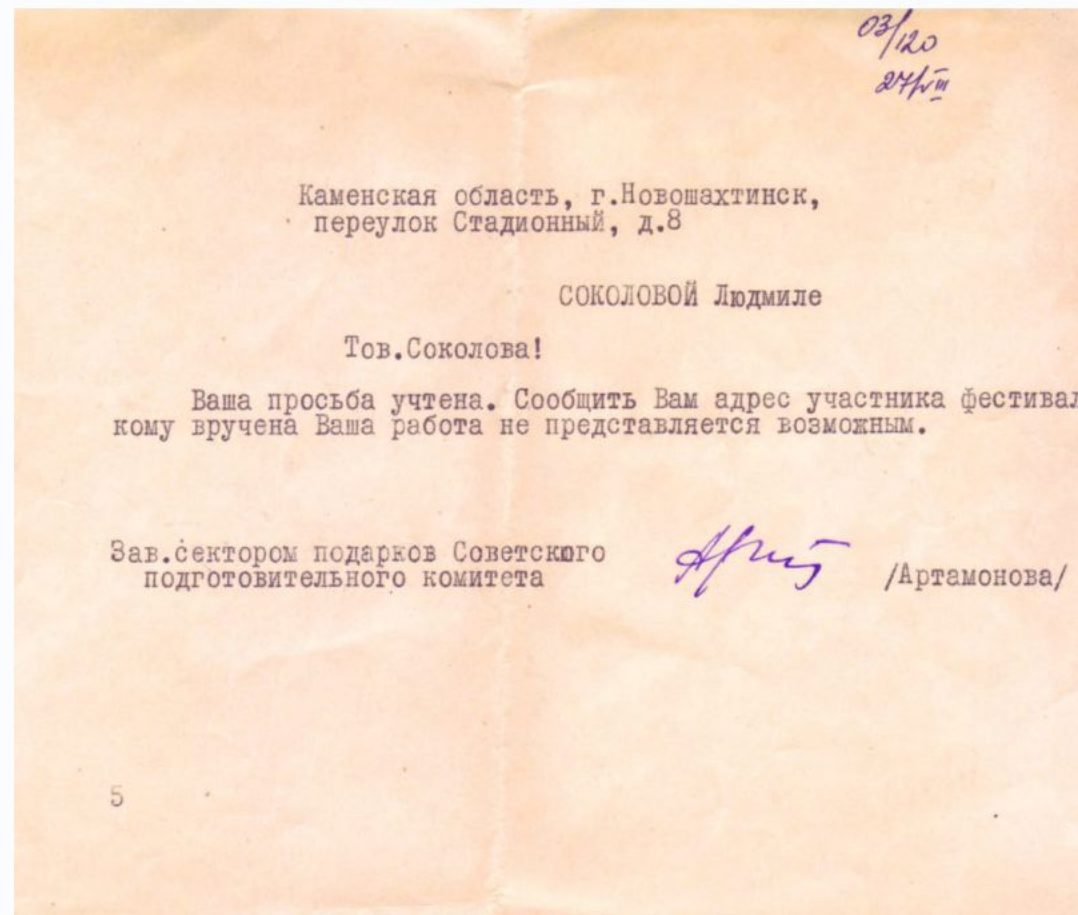 03/120
27/VIII
Каменская область, г.Новошахтинск,
переулок Стадионный, д.8
СОКОЛОВОЙ Людмиле
Тов.Соколова!
Ваша просьба учтена. Сообщить Вам адрес участника фестивал
кому вручена Ваша работа не представляется возможным.
Зав.сектором подарков Советского
подготовительного комитета
/Артамонова/
5